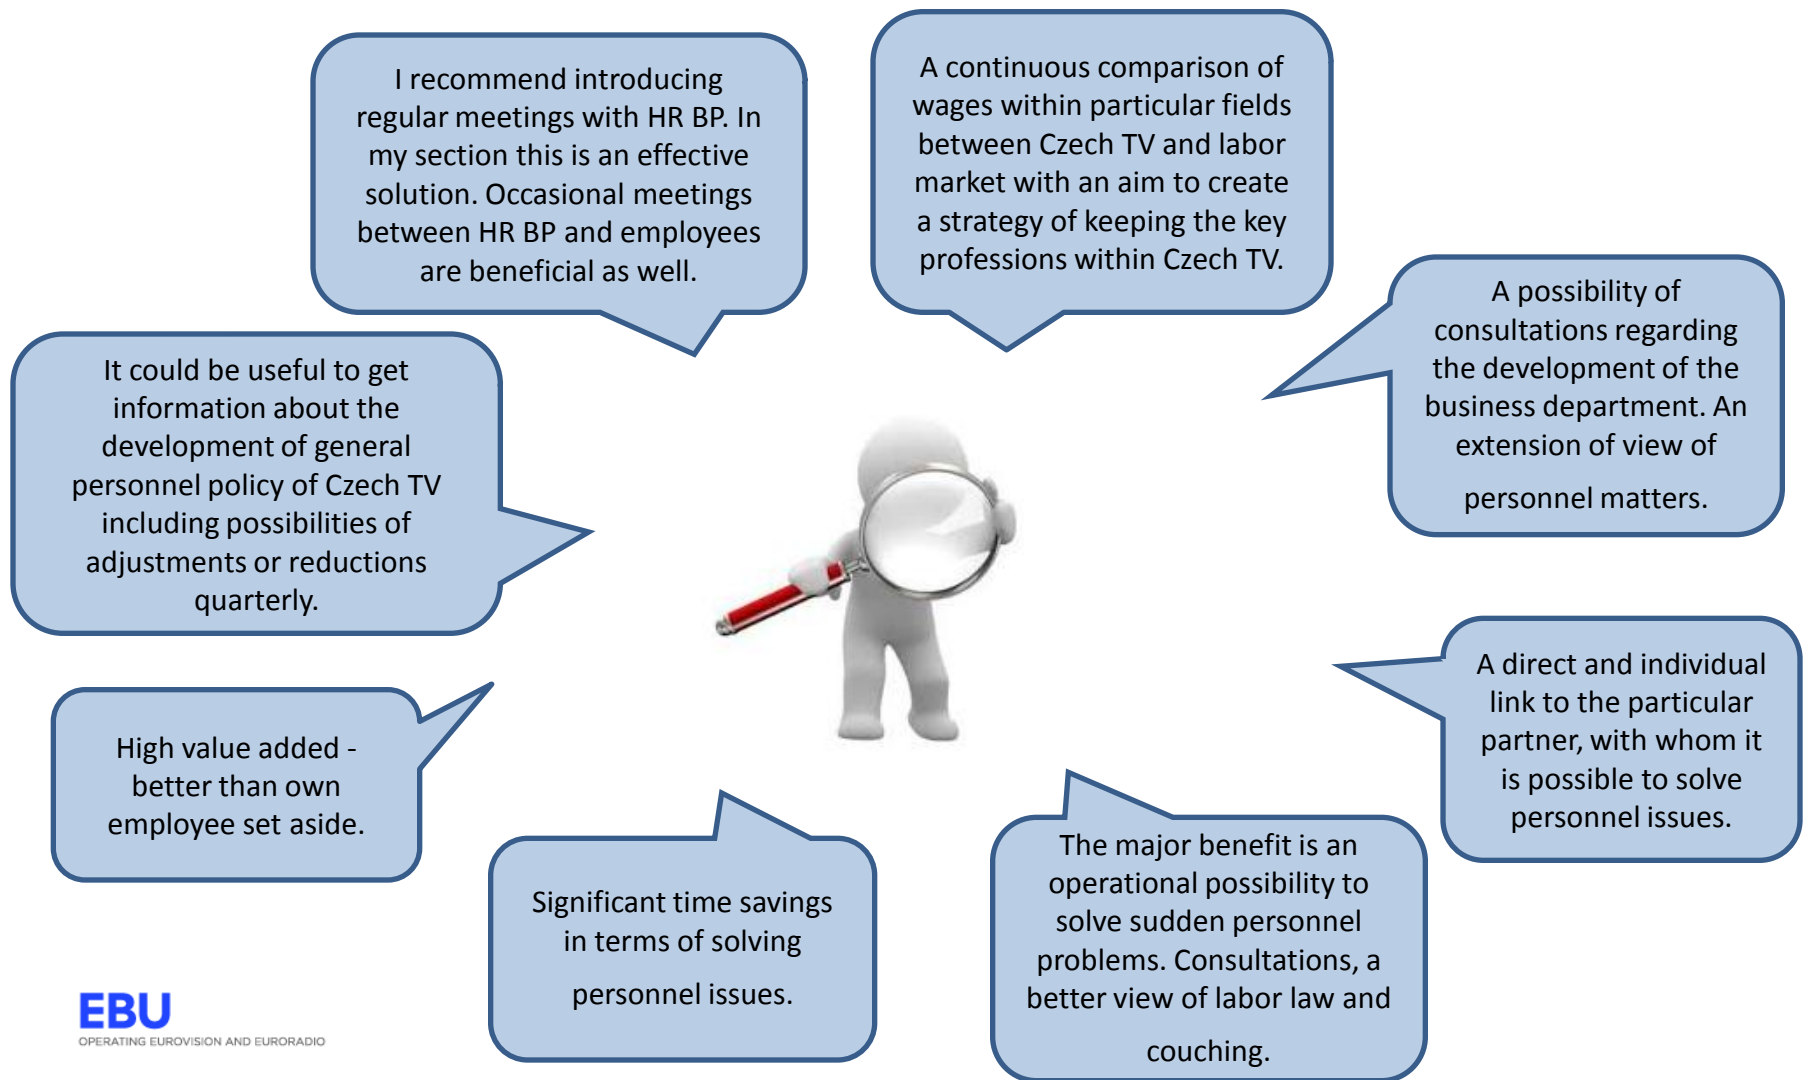 I recommend introducing
regular meetings with HR BP. In
my section this is an effective
solution. Occasional meetings
between HR BP and employees
are beneficial as well.
A continuous comparison of
wages within particular fields
between Czech TV and labor
market with an aim to create
a strategy of keeping the key
professions within Czech TV.
A possibility of
consultations regarding
the development of the
business department. An
extension of view of
personnel matters.
It could be useful to get
information about the
development of general
personnel policy of Czech TV
including possibilities of
adjustments or reductions
quarterly.
A direct and individual
link to the particular
partner, with whom it
is possible to solve
personnel issues.
High value added -
better than own
employee set aside.
Significant time savings
in terms of solving
personnel issues.
The major benefit is an
operational possibility to
solve sudden personnel
problems. Consultations, a
better view of labor law and
couching.
EBU
OPERATING EUROVISION AND EURORADIO